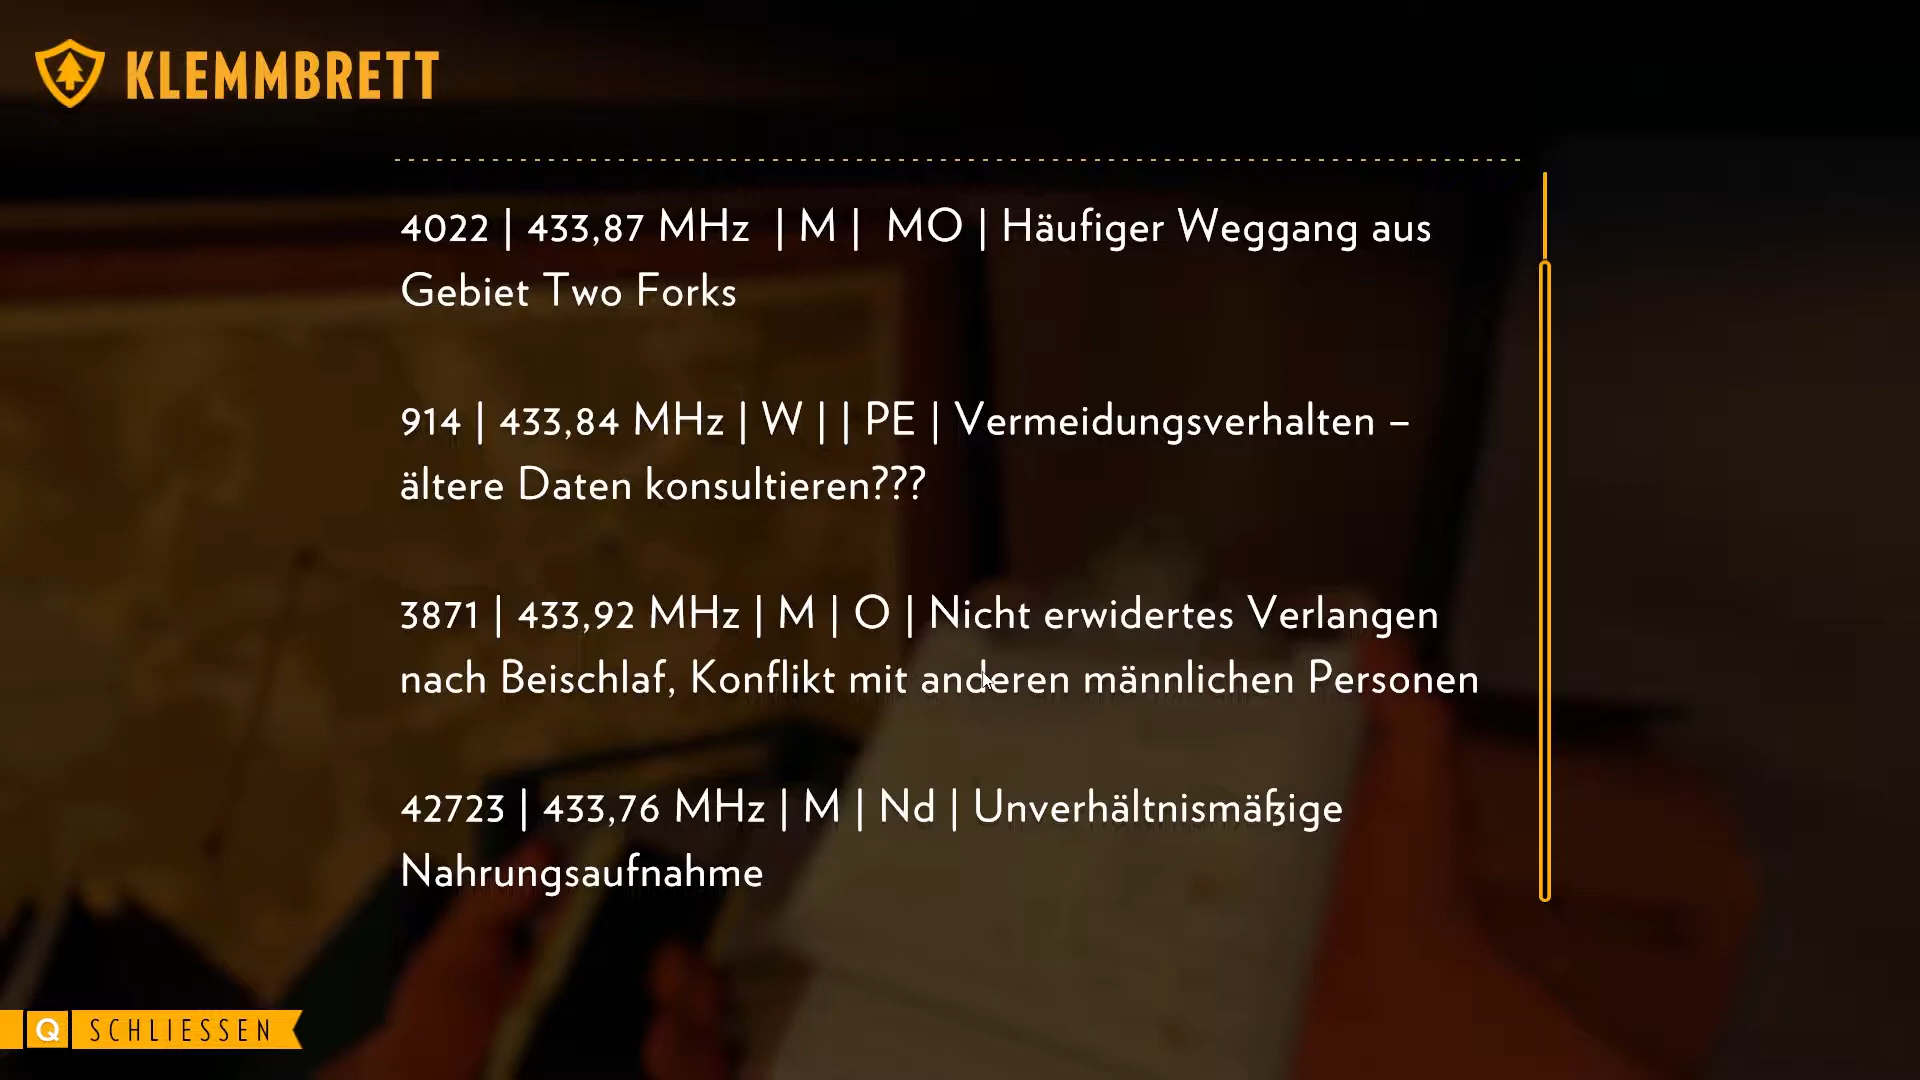 KLEMMBRETT
4022 | 433,87 MHz | M | MO | Häufiger Weggang aus
Gebiet Two Forks
914 | 433,84 MHz | W | | PE | Vermeidungsverhalten –
ältere Daten konsultieren???
3871 | 433,92 MHz | M | O | Nicht erwidertes Verlangen
nach Beischlaf, Konflikt mit anderen männlichen Personen
42723 | 433,76 MHz | M | Nd | Unverhältnismäßige
Nahrungsaufnahme
Q SCHLIESSEN